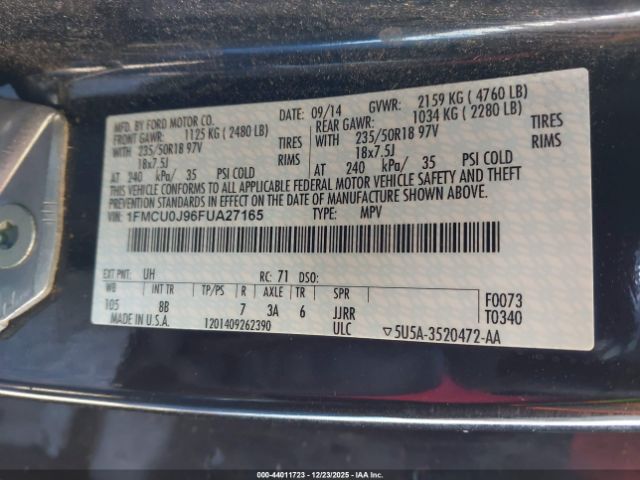 MFD. BY FORD MOTOR CO. DATE: 09/14 GVWR: 2159 KG ( 4760 LB)
FRONT GAWR: 1125 KG ( 2480 LB) REAR GAWR: 1034 KG ( 2280 LB)
WITH 235/50R18 97V TIRES WITH 235/50R18 97V TIRES
18x7.5J RIMS 18x7.5J RIMS
AT 240 kPa/ 35 PSI COLD AT 240 kPa/ 35 PSI COLD
THIS VEHICLE CONFORMS TO ALL APPLICABLE FEDERAL MOTOR VEHICLE SAFETY AND THEFT
PREVENTION STANDARDS IN EFFECT ON THE DATE OF MANUFACTURE SHOWN ABOVE.
VIN: 1FMCU0J96FUA27165 TYPE: MPV
EXT PNT: UH RC: 71 DSO:
WB INT TR TP/PS R AXLE TR SPR F0073
105 8B 7 3A 6 JJRR T0340
MADE IN U.S.A. 1201409262390 ULC ▽5U5A-3520472-AA
000-44011723 - 12/23/2025 - IAAI.com